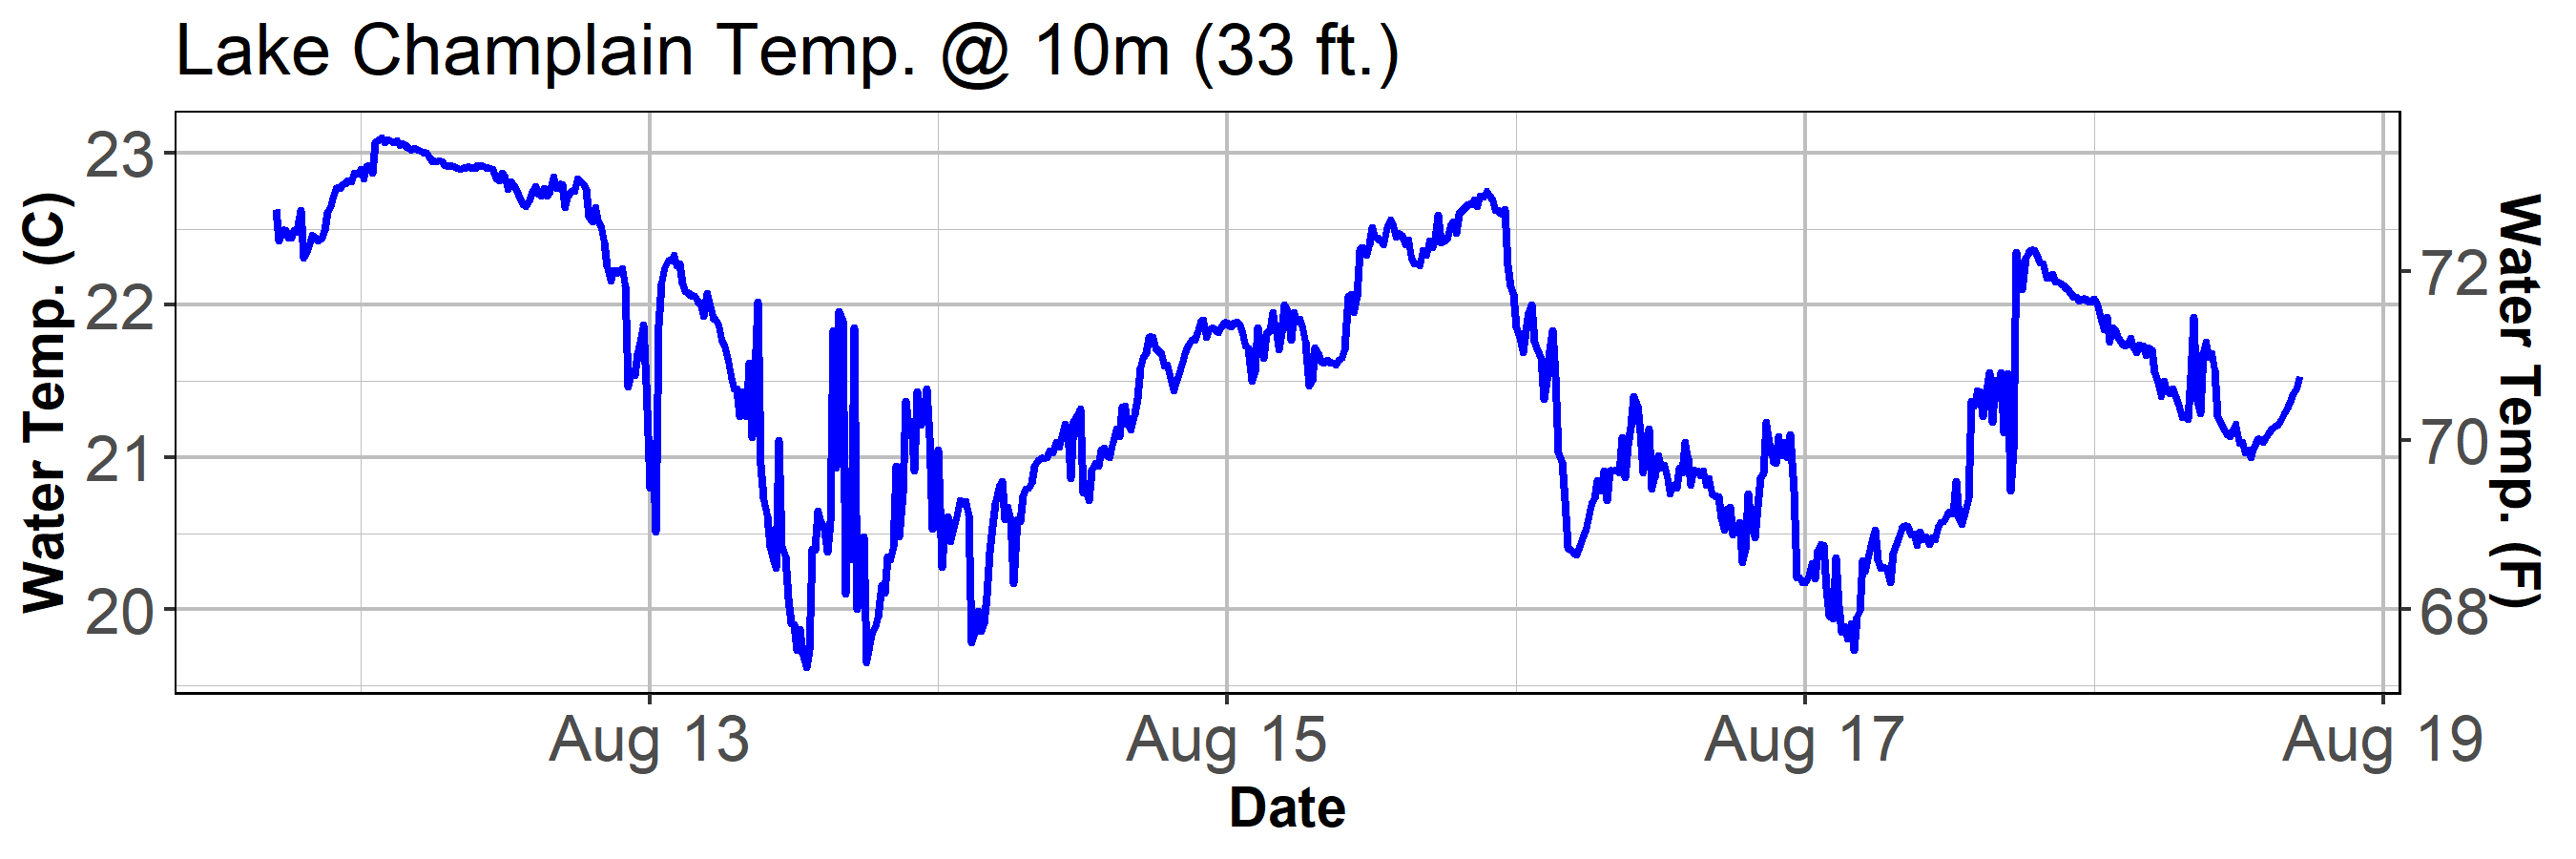 Lake Champlain Temp. @ 10m (33 ft.)
Water Temp. (C)
23
22
21
20
72
70
68
Water Temp. (F)
Aug 13
Aug 15
Aug 17
Aug 19
Date